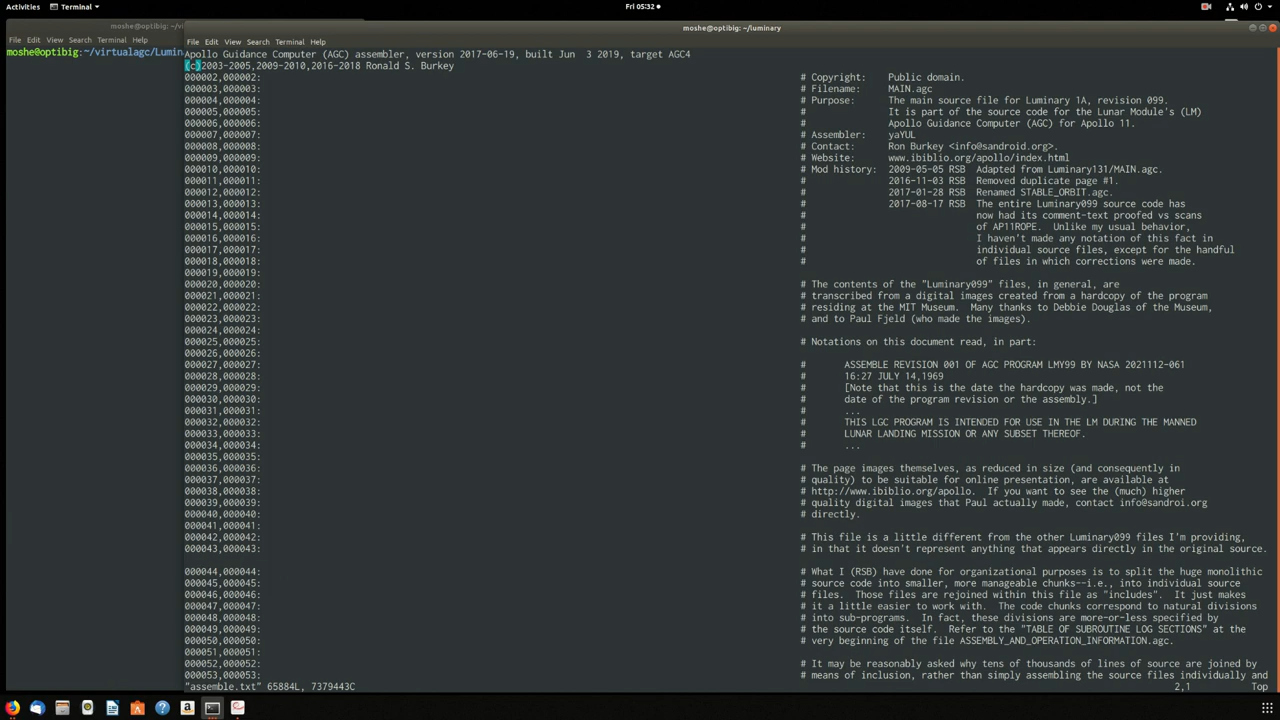 Activities Terminal Fri 05:32
moshe@optibig: ~/vi
moshe@optibig: ~/luminary
File Edit View Search Terminal Help
moshe@optibig:~/virtualagc/Lumin
File Edit View Search Terminal Help
Apollo Guidance Computer (AGC) assembler, version 2017-06-19, built Jun  3 2019, target AGC4
(c)2003-2005,2009-2010,2016-2018 Ronald S. Burkey
000002,000002: # Copyright: Public domain.
000003,000003: # Filename: MAIN.agc
000004,000004: # Purpose: The main source file for Luminary 1A, revision 099.
000005,000005: # It is part of the source code for the Lunar Module's (LM)
000006,000006: # Apollo Guidance Computer (AGC) for Apollo 11.
000007,000007: # Assembler: yaYUL
000008,000008: # Contact: Ron Burkey <info@sandroid.org>.
000009,000009: # Website: www.ibiblio.org/apollo/index.html
000010,000010: # Mod history: 2009-05-05 RSB Adapted from Luminary131/MAIN.agc.
000011,000011: # 2016-11-03 RSB Removed duplicate page #1.
000012,000012: # 2017-01-28 RSB Renamed STABLE_ORBIT.agc.
000013,000013: # 2017-08-17 RSB The entire Luminary099 source code has
000014,000014: # now had its comment-text proofed vs scans
000015,000015: # of AP11ROPE. Unlike my usual behavior,
000016,000016: # I haven't made any notation of this fact in
000017,000017: # individual source files, except for the handful
000018,000018: # of files in which corrections were made.
000019,000019:
000020,000020: # The contents of the "Luminary099" files, in general, are
000021,000021: # transcribed from a digital images created from a hardcopy of the program
000022,000022: # residing at the MIT Museum. Many thanks to Debbie Douglas of the Museum,
000023,000023: # and to Paul Fjeld (who made the images).
000024,000024:
000025,000025: # Notations on this document read, in part:
000026,000026:
000027,000027: # ASSEMBLE REVISION 001 OF AGC PROGRAM LMY99 BY NASA 2021112-061
000028,000028: # 16:27 JULY 14,1969
000029,000029: # [Note that this is the date the hardcopy was made, not the
000030,000030: # date of the program revision or the assembly.]
000031,000031: # ...
000032,000032: # THIS LGC PROGRAM IS INTENDED FOR USE IN THE LM DURING THE MANNED
000033,000033: # LUNAR LANDING MISSION OR ANY SUBSET THEREOF.
000034,000034: # ...
000035,000035:
000036,000036: # The page images themselves, as reduced in size (and consequently in
000037,000037: # quality) to be suitable for online presentation, are available at
000038,000038: # http://www.ibiblio.org/apollo. If you want to see the (much) higher
000039,000039: # quality digital images that Paul actually made, contact info@sandroi.org
000040,000040: # directly.
000041,000041:
000042,000042: # This file is a little different from the other Luminary099 files I'm providing,
000043,000043: # in that it doesn't represent anything that appears directly in the original source.
000044,000044: # What I (RSB) have done for organizational purposes is to split the huge monolithic
000045,000045: # source code into smaller, more manageable chunks--i.e., into individual source
000046,000046: # files. Those files are rejoined within this file as "includes". It just makes
000047,000047: # it a little easier to work with. The code chunks correspond to natural divisions
000048,000048: # into sub-programs. In fact, these divisions are more-or-less specified by
000049,000049: # the source code itself. Refer to the "TABLE OF SUBROUTINE LOG SECTIONS" at the
000050,000050: # very beginning of the file ASSEMBLY_AND_OPERATION_INFORMATION.agc.
000051,000051:
000052,000052: # It may be reasonably asked why tens of thousands of lines of source are joined by
000053,000053: # means of inclusion, rather than simply assembling the source files individually and
"assemble.txt" 65884L, 7379443C 2,1 Top